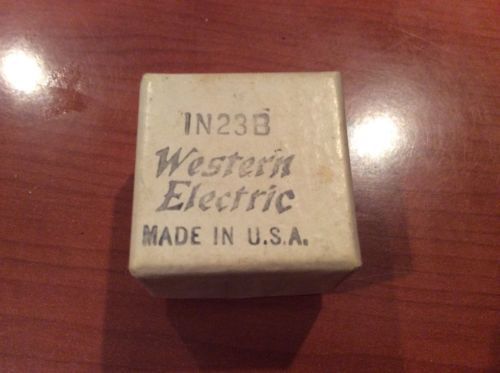 1N23B
Western
Electric
MADE IN U.S.A.